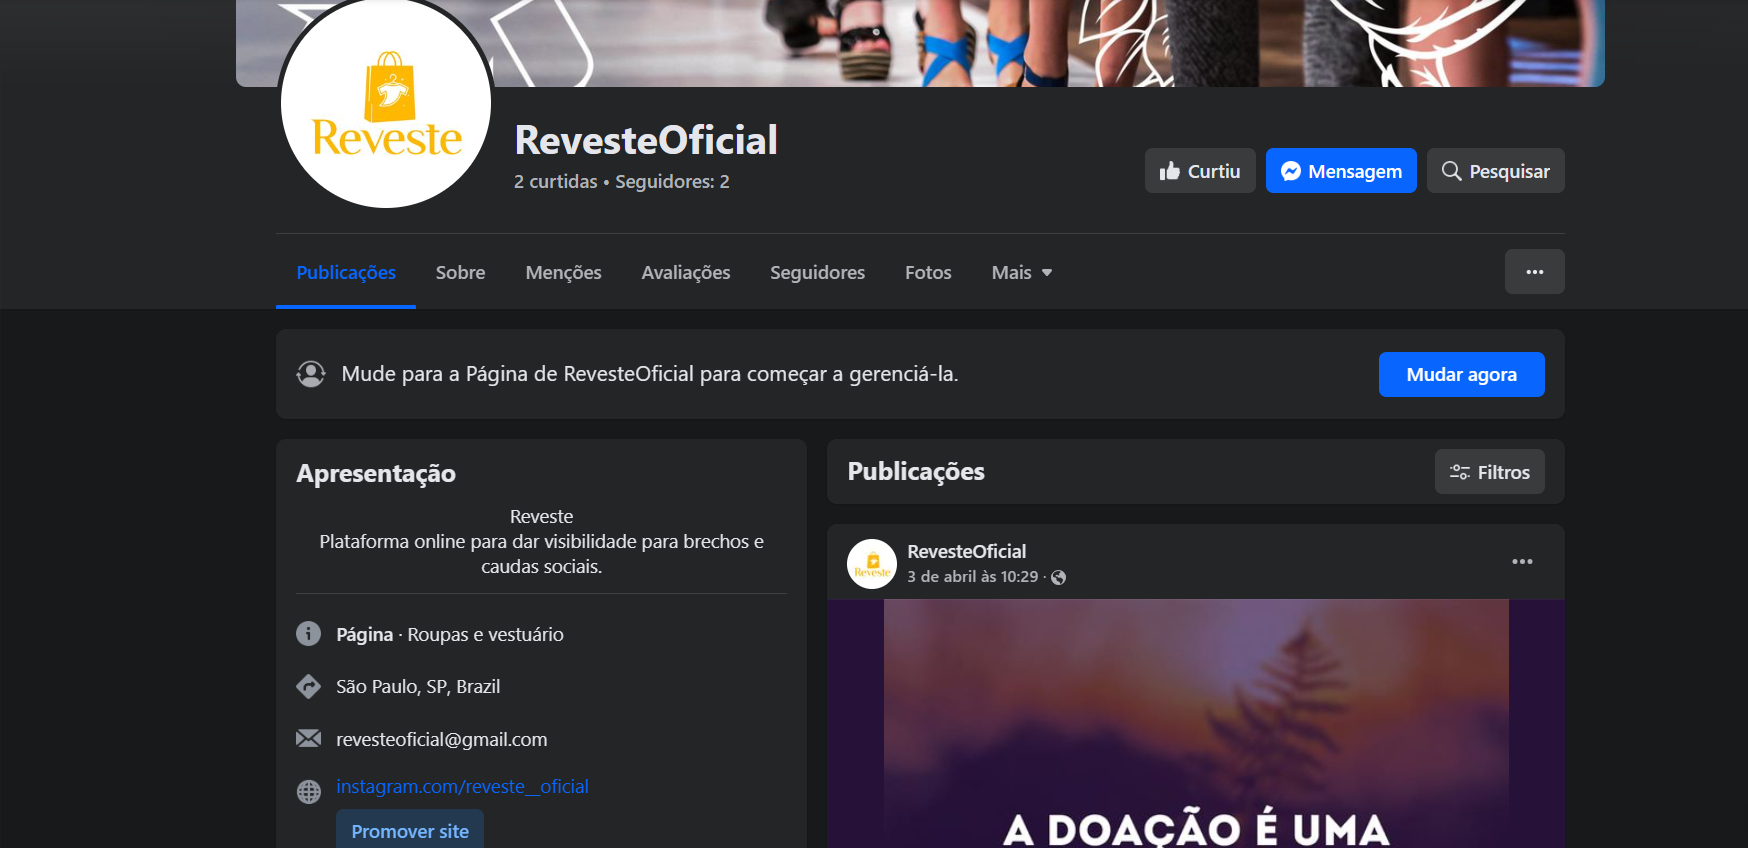 Reveste
RevesteOficial
2 curtidas • Seguidores: 2
Curtiu
Mensagem
Pesquisar
Publicações
Sobre
Menções
Avaliações
Seguidores
Fotos
Mais
Mude para a Página de RevesteOficial para começar a gerenciá-la.
Mudar agora
Apresentação
Reveste
Plataforma online para dar visibilidade para brechos e
caudas sociais.
Página · Roupas e vestuário
São Paulo, SP, Brazil
revesteoficial@gmail.com
instagram.com/reveste__oficial
Promover site
Publicações
Filtros
Reveste
RevesteOficial
3 de abril às 10:29 ·
A DOAÇÃO É UMA